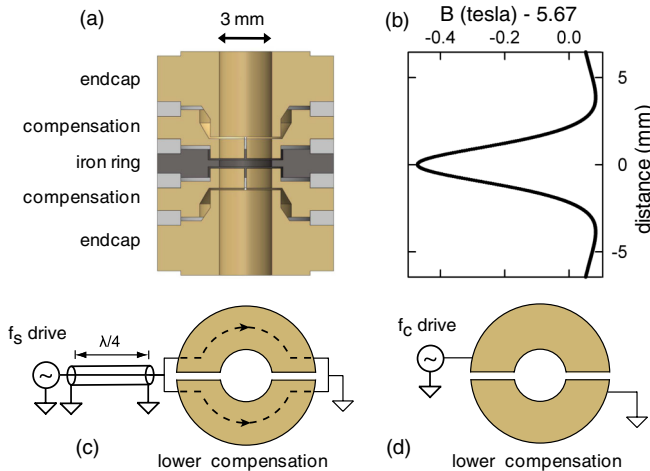 (a)
3 mm
endcap
compensation
iron ring
compensation
endcap
(b)
B (tesla) - 5.67
-0.4 -0.2 0.0
5
0
-5
distance (mm)
fS drive
λ/4
~
(c)
lower compensation
fC drive
~
(d)
lower compensation